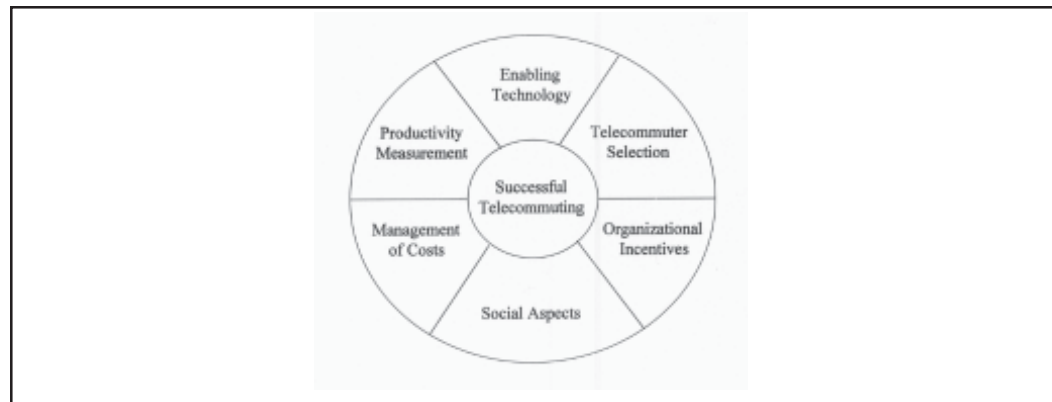 Enabling
Technology
Telecommuter
Selection
Organizational
Incentives
Social Aspects
Management
of Costs
Productivity
Measurement
Successful
Telecommuting